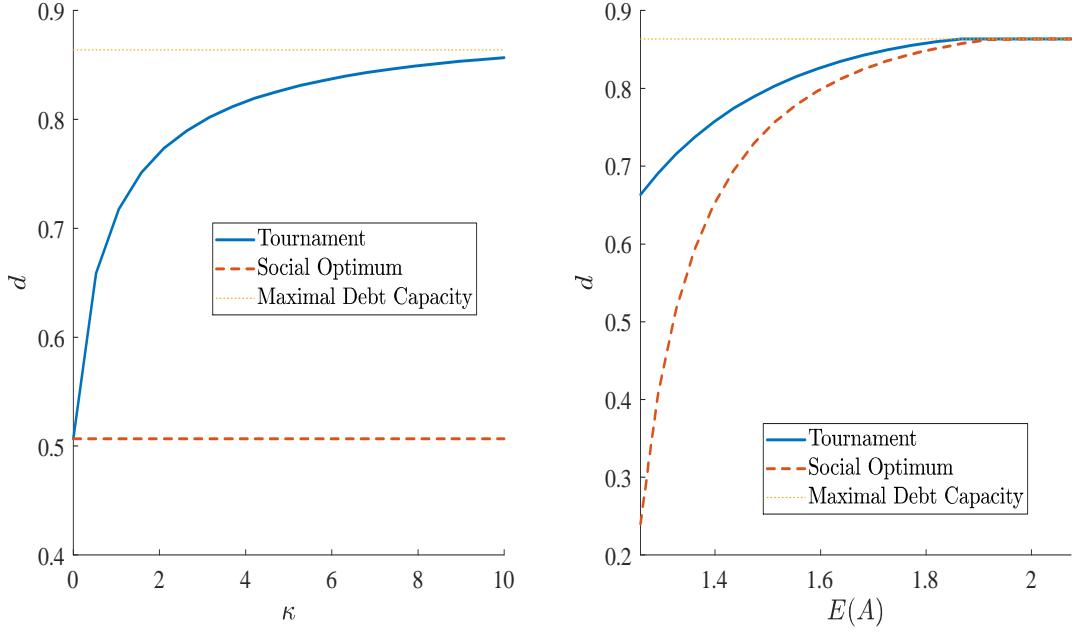 0.9
0.8
0.7
0.6
0.5
0.4
d
0
2
4
6
8
10
κ
Tournament
Social Optimum
Maximal Debt Capacity
0.9
0.8
0.7
0.6
0.5
0.4
0.3
0.2
d
1.4
1.6
1.8
2
E(A)
Tournament
Social Optimum
Maximal Debt Capacity